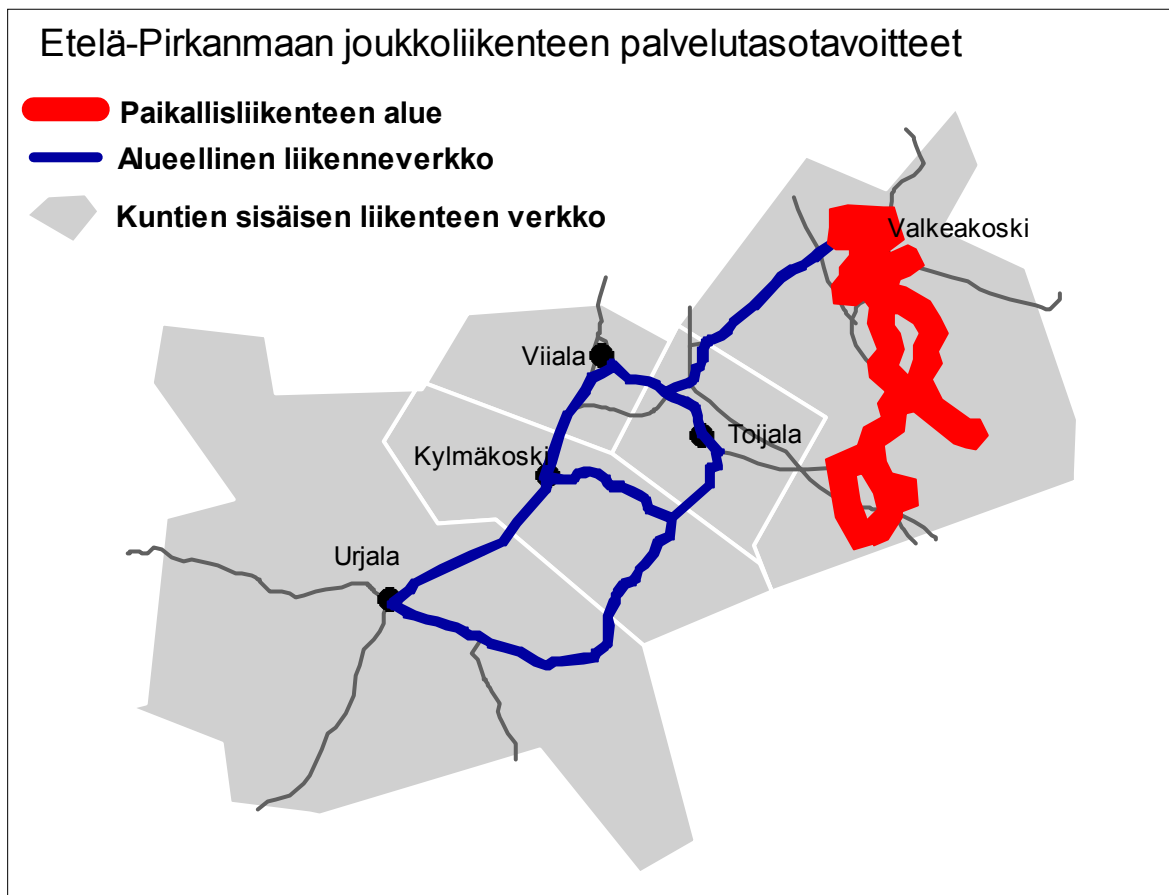 Etelä-Pirkanmaan joukkoliikenteen palvelutasotavoitteet
Paikallisliikenteen alue
Alueellinen liikenneverkko
Kuntien sisäisen liikenteen verkko
Valkeakoski
Viiala
Toijala
Kylmäkoski
Urjala